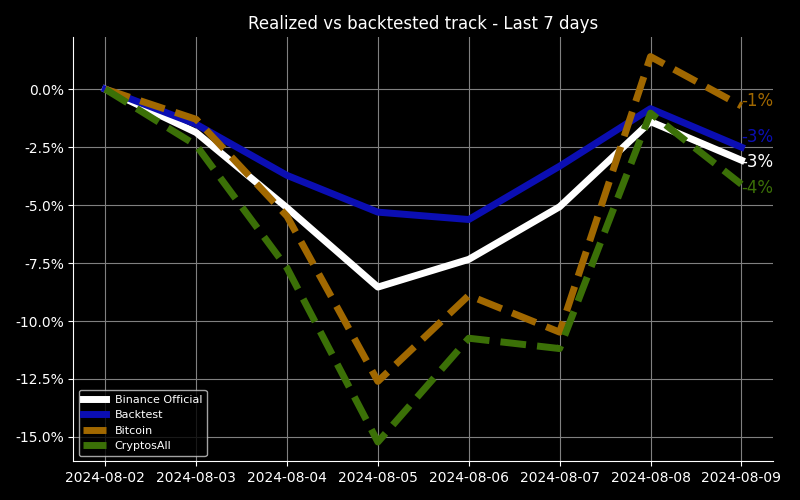 Realized vs backtested track - Last 7 days
0.0%
-2.5%
-5.0%
-7.5%
-10.0%
-12.5%
-15.0%
-1%
-3%
-3%
-4%
Binance Official
Backtest
Bitcoin
CryptosAll
2024-08-02 2024-08-03 2024-08-04 2024-08-05 2024-08-06 2024-08-07 2024-08-08 2024-08-09